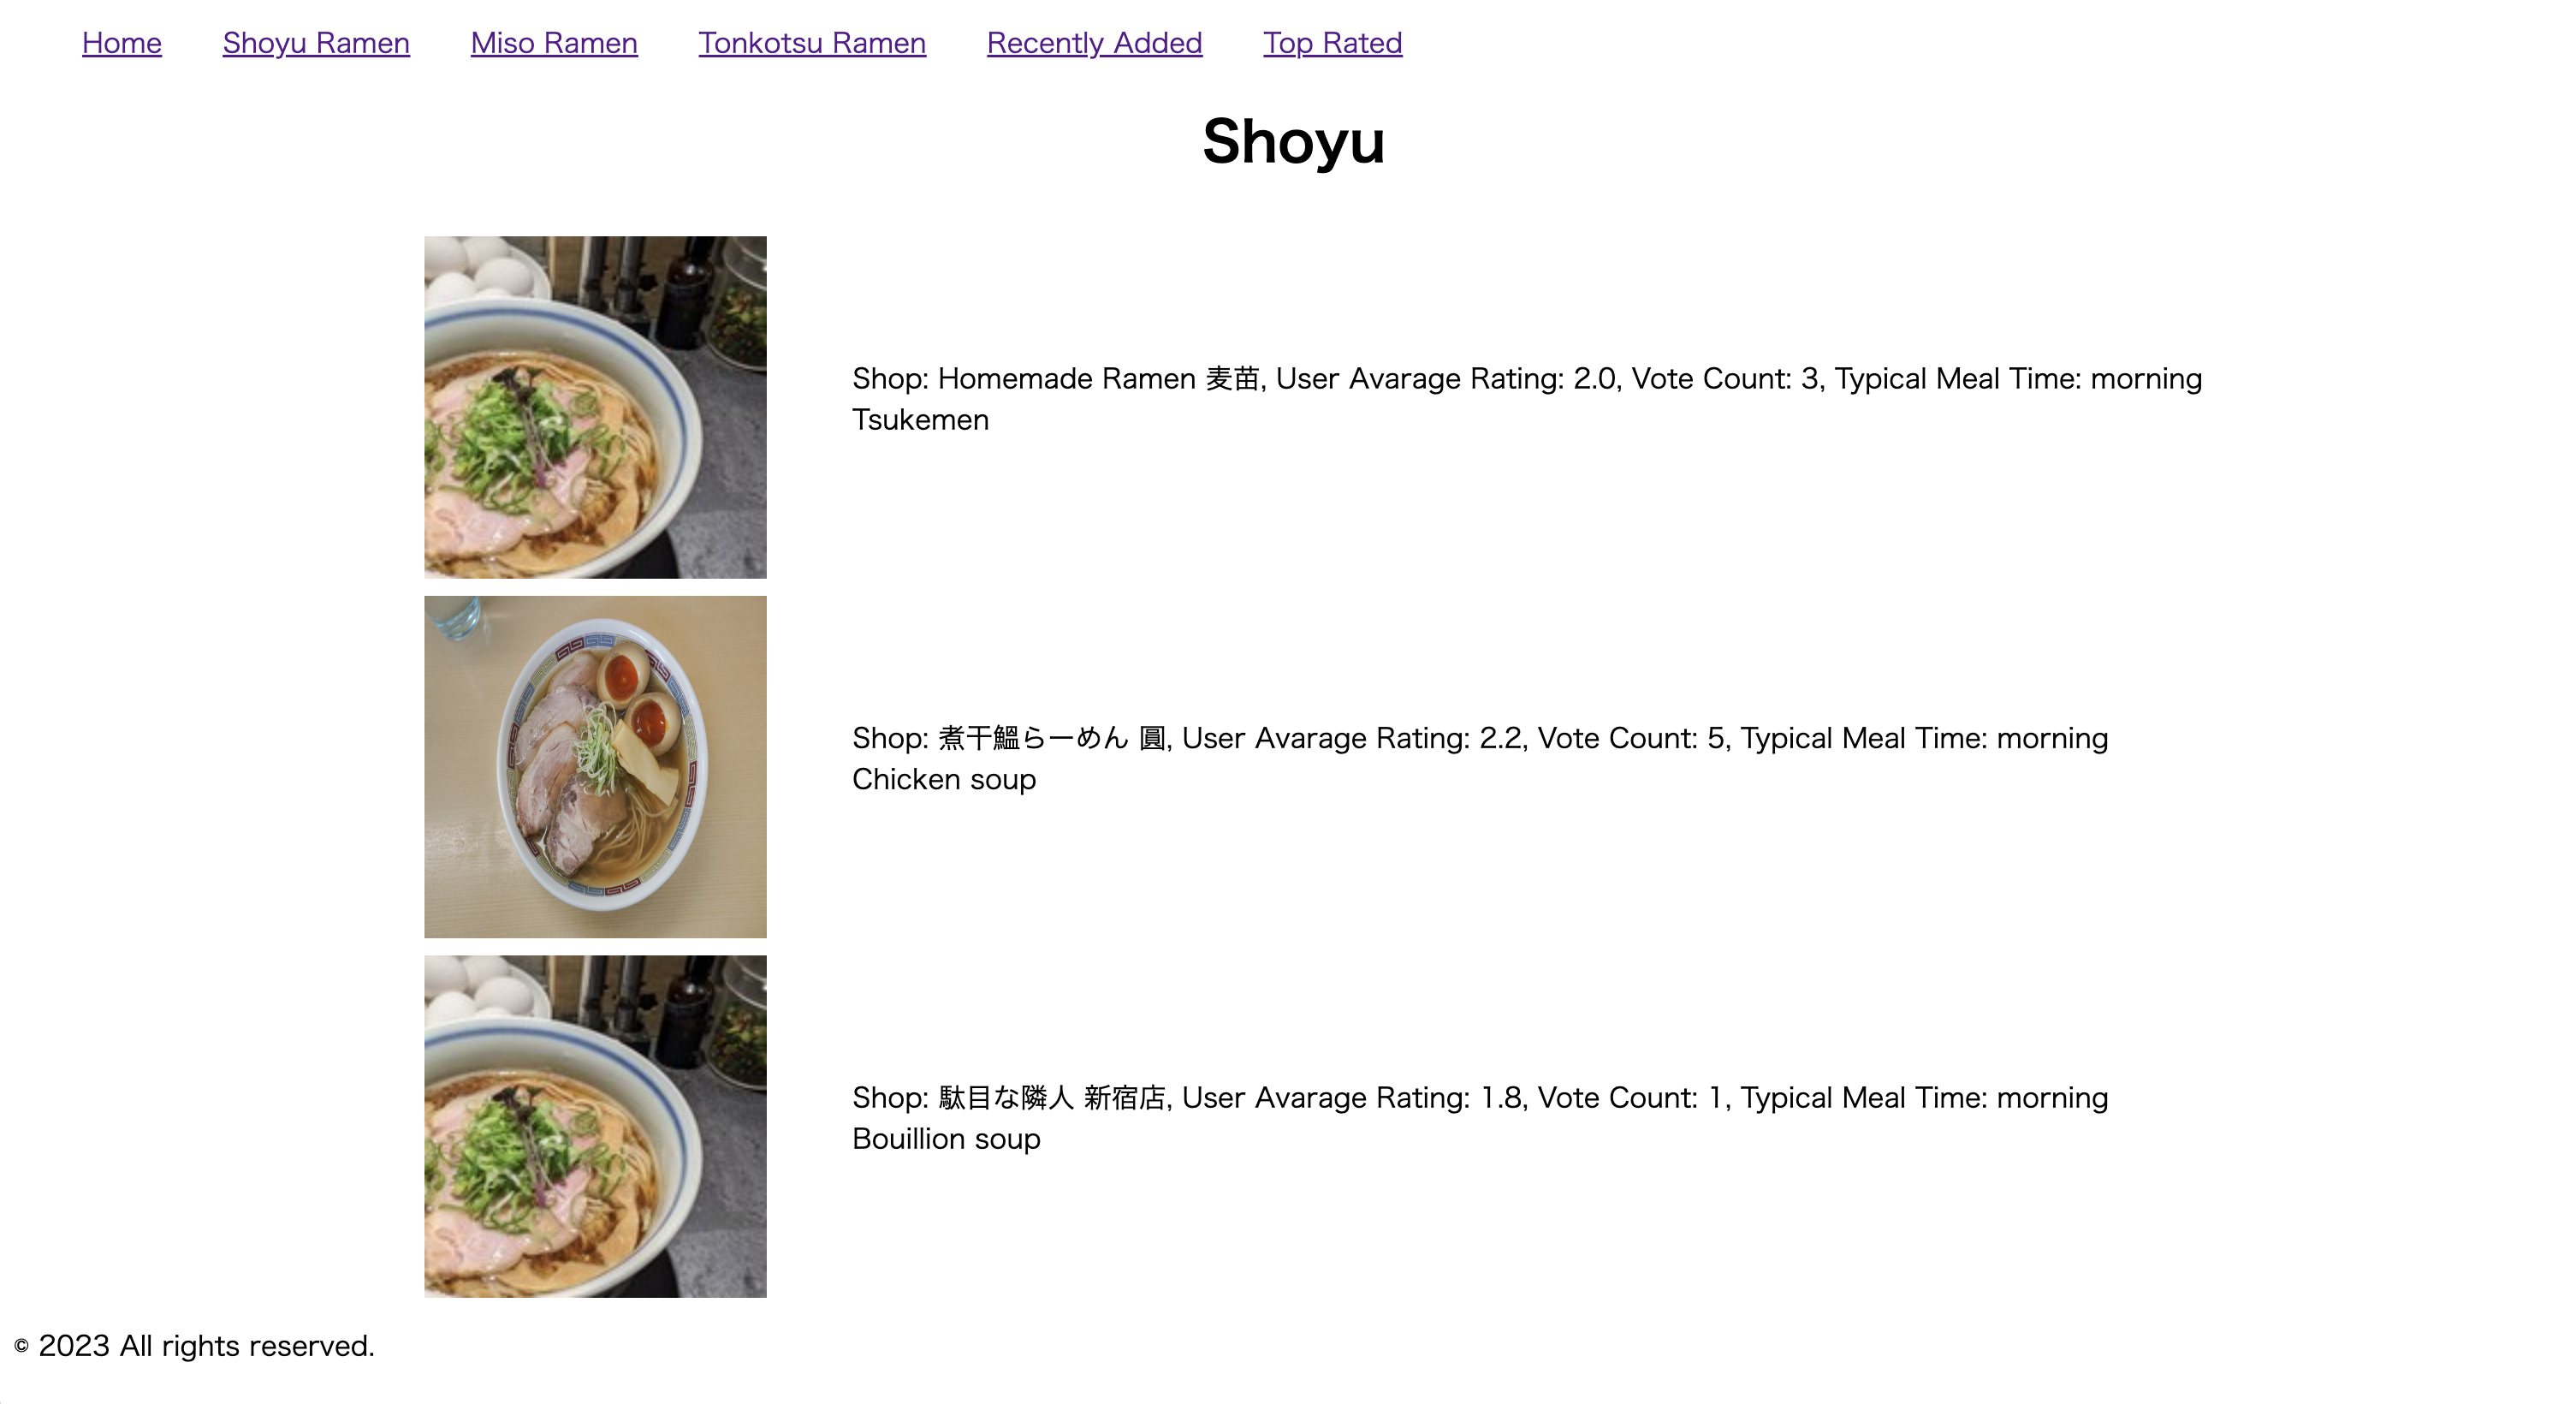 Home Shoyu Ramen Miso Ramen Tonkotsu Ramen Recently Added Top Rated
Shoyu
Shop: Homemade Ramen 麦苗, User Avarage Rating: 2.0, Vote Count: 3, Typical Meal Time: morning
Tsukemen
Shop: 煮干鰮らーめん 圓, User Avarage Rating: 2.2, Vote Count: 5, Typical Meal Time: morning
Chicken soup
Shop: 駄目な隣人 新宿店, User Avarage Rating: 1.8, Vote Count: 1, Typical Meal Time: morning
Bouillion soup
© 2023 All rights reserved.